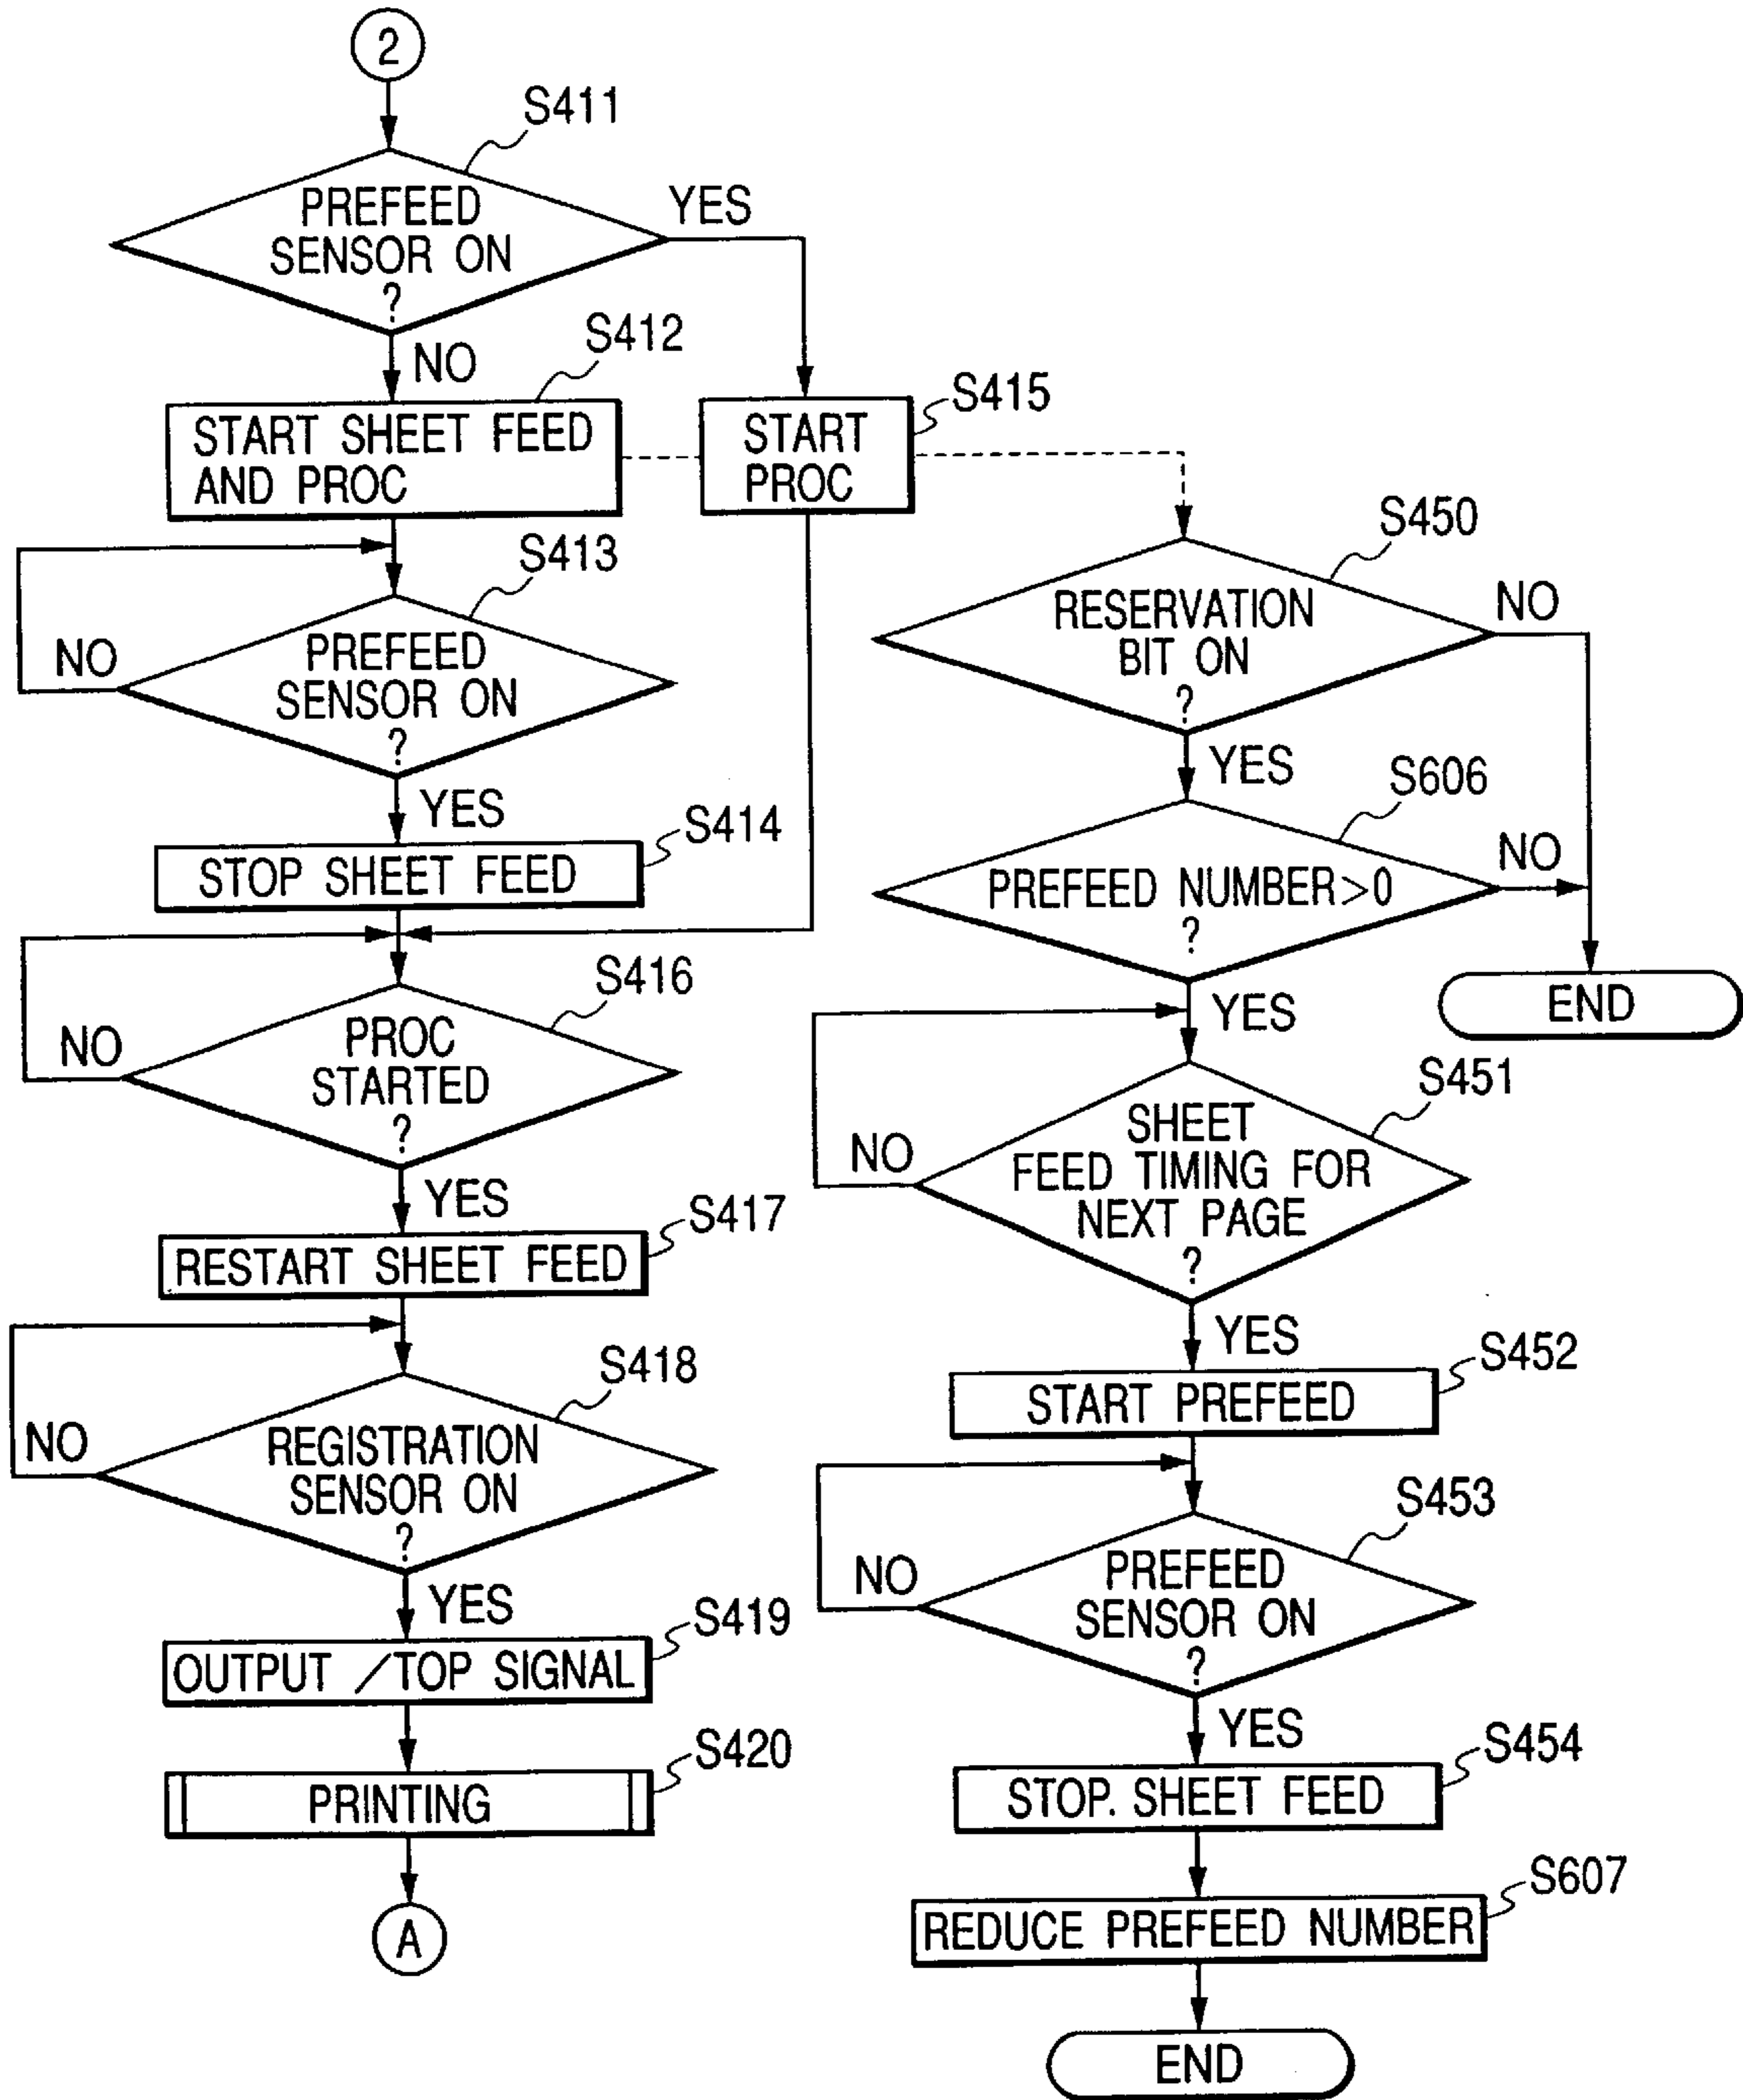 2
S411
PREFEED
SENSOR ON
?
YES
NO
S412
START SHEET FEED
AND PROC
S415
START
PROC
S413
PREFEED
SENSOR ON
?
NO
YES
S414
STOP SHEET FEED
S416
PROC
STARTED
?
NO
YES
S417
RESTART SHEET FEED
S418
REGISTRATION
SENSOR ON
?
NO
YES
S419
OUTPUT /TOP SIGNAL
S420
PRINTING
A
S450
RESERVATION
BIT ON
?
NO
YES
S606
PREFEED NUMBER>0
?
NO
YES
END
S451
SHEET
FEED TIMING FOR
NEXT PAGE
?
NO
YES
S452
START PREFEED
S453
PREFEED
SENSOR ON
?
NO
YES
S454
STOP. SHEET FEED
S607
REDUCE PREFEED NUMBER
END